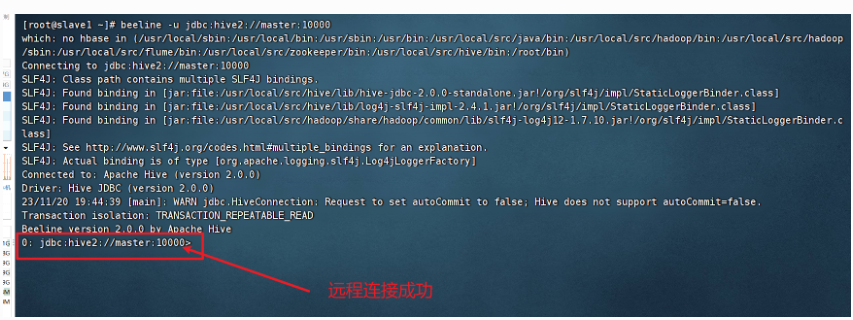 [root@slave1 ~]# beeline -u jdbc:hive2://master:10000
which: no hbase in (/usr/local/sbin:/usr/local/bin:/usr/sbin:/usr/bin:/usr/local/src/java/bin:/usr/local/src/hadoop/bin:/usr/local/src/hadoop
/sbin:/usr/local/src/flume/bin:/usr/local/src/zookeeper/bin:/usr/local/src/hive/bin:/root/bin)
Connecting to jdbc:hive2://master:10000
SLF4J: Class path contains multiple SLF4J bindings.
SLF4J: Found binding in [jar:file:/usr/local/src/hive/lib/hive-jdbc-2.0.0-standalone.jar!/org/slf4j/impl/StaticLoggerBinder.class]
SLF4J: Found binding in [jar:file:/usr/local/src/hive/lib/log4j-slf4j-impl-2.4.1.jar!/org/slf4j/impl/StaticLoggerBinder.class]
SLF4J: Found binding in [jar:file:/usr/local/src/hadoop/share/hadoop/common/lib/slf4j-log4j12-1.7.10.jar!/org/slf4j/impl/StaticLoggerBinder.c
lass]
SLF4J: See http://www.slf4j.org/codes.html#multiple_bindings for an explanation.
SLF4J: Actual binding is of type [org.apache.logging.slf4j.Log4jLoggerFactory]
Connected to: Apache Hive (version 2.0.0)
Driver: Hive JDBC (version 2.0.0)
23/11/20 19:44:39 [main]: WARN jdbc.HiveConnection: Request to set autoCommit to false; Hive does not support autoCommit=false.
Transaction isolation: TRANSACTION_REPEATABLE_READ
Beeline version 2.0.0 by Apache Hive
0: jdbc:hive2://master:10000>
远程连接成功